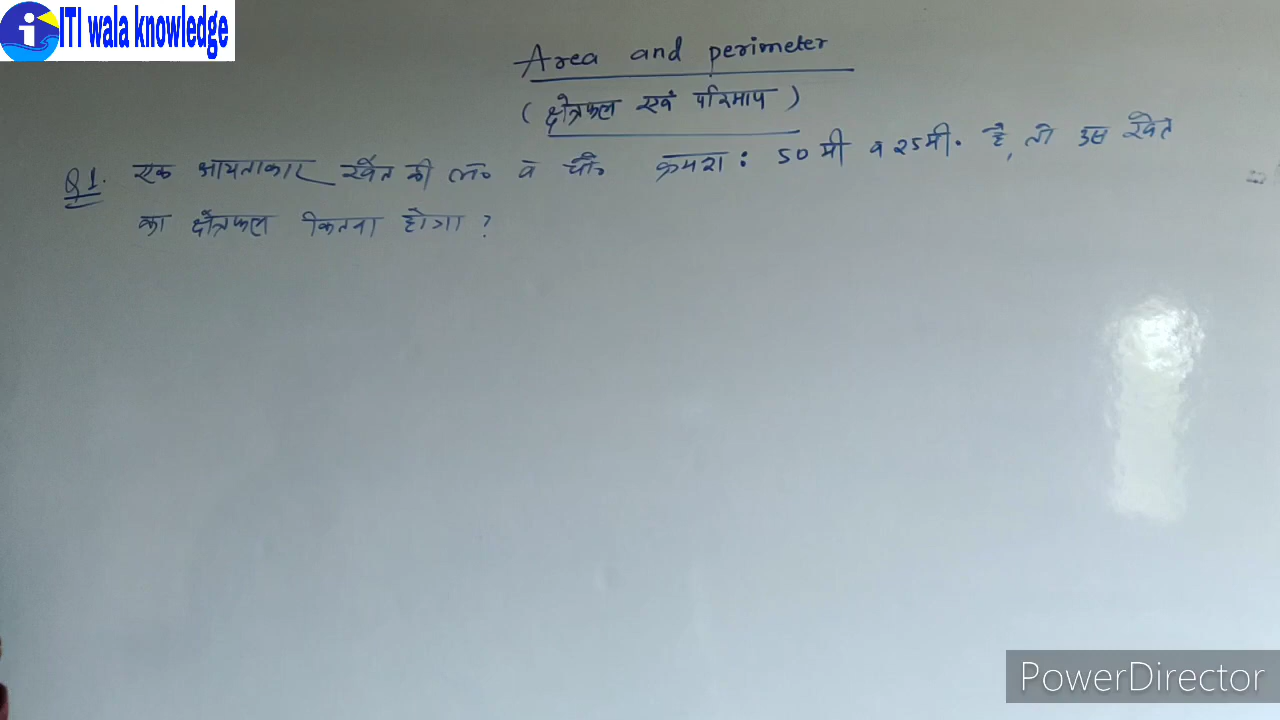 ITI wala knowledge
Area and perimeter
(क्षेत्रफल एवं परिमाप)
Q1. एक आयताकार खेत की ल० व चौ० क्रमश: 50 मी व 25 मी. है, तो उस खेत
का क्षेत्रफल कितना होगा ?
PowerDirector